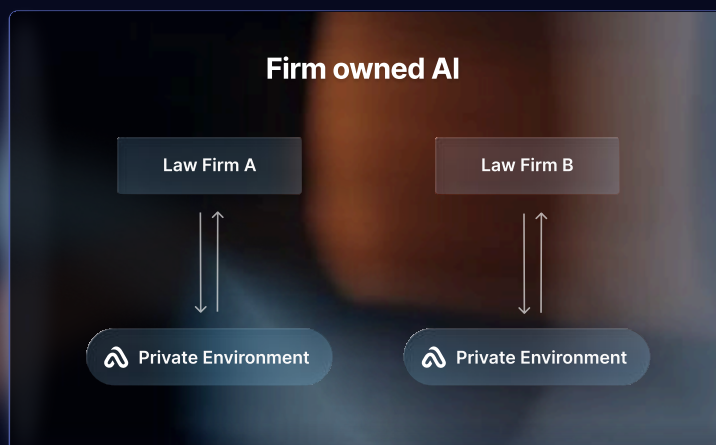 Firm owned AI
Law Firm A
Law Firm B
Private Environment
Private Environment